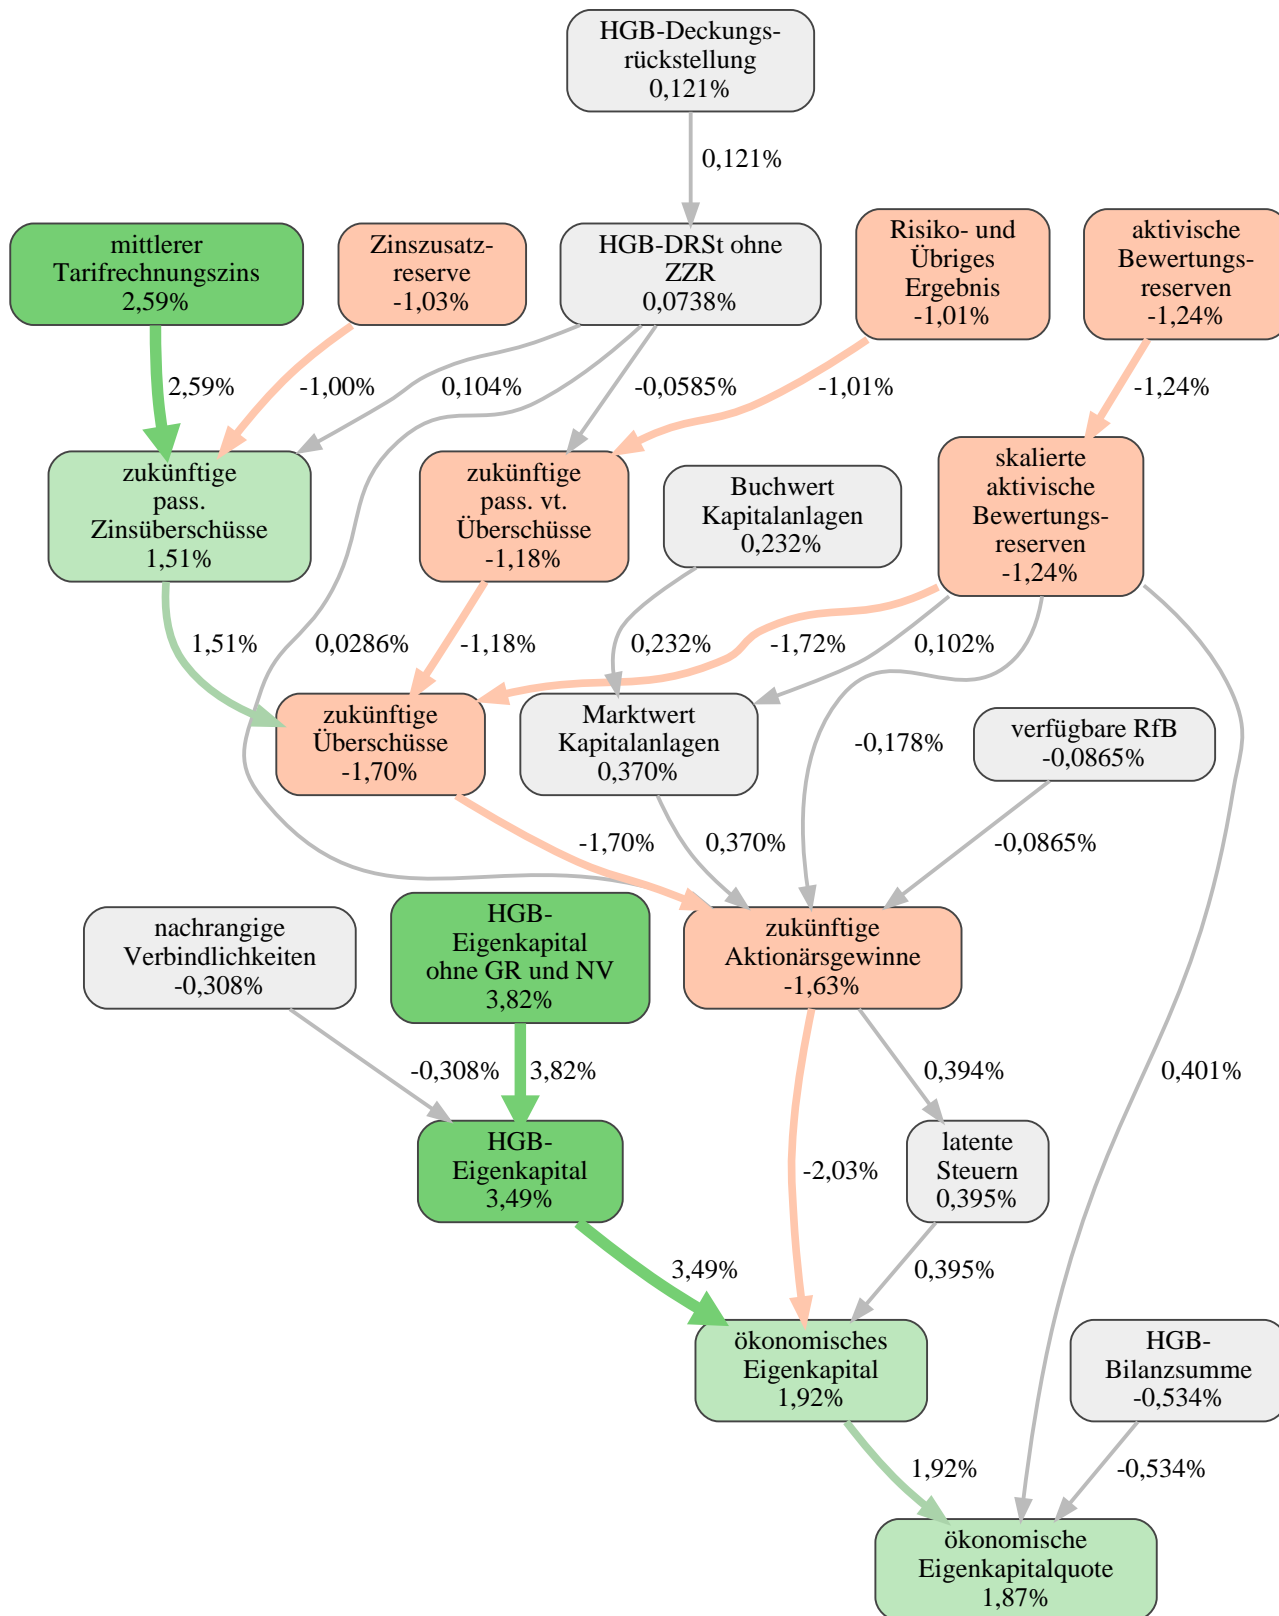 HGB-Deckungs-
rückstellung
0,121%
0,121%
mittlerer
Tarifrechnungszins
2,59%
Zinszusatz-
reserve
-1,03%
HGB-DRSt ohne
ZZR
0,0738%
Risiko- und
Übriges
Ergebnis
-1,01%
aktivische
Bewertungs-
reserven
-1,24%
2,59%
-1,00%
0,104%
-0,0585%
-1,01%
-1,24%
zukünftige
pass.
Zinsüberschüsse
1,51%
zukünftige
pass. vt.
Überschüsse
-1,18%
Buchwert
Kapitalanlagen
0,232%
skalierte
aktivische
Bewertungs-
reserven
-1,24%
1,51%
0,0286%
-1,18%
0,232%
-1,72%
0,102%
zukünftige
Überschüsse
-1,70%
Marktwert
Kapitalanlagen
0,370%
-0,178%
verfügbare RfB
-0,0865%
-1,70%
0,370%
-0,0865%
nachrangige
Verbindlichkeiten
-0,308%
HGB-
Eigenkapital
ohne GR und NV
3,82%
zukünftige
Aktionärsgewinne
-1,63%
-0,308%
3,82%
0,394%
0,401%
HGB-
Eigenkapital
3,49%
-2,03%
latente
Steuern
0,395%
3,49%
0,395%
ökonomisches
Eigenkapital
1,92%
HGB-
Bilanzsumme
-0,534%
1,92%
-0,534%
ökonomische
Eigenkapitalquote
1,87%